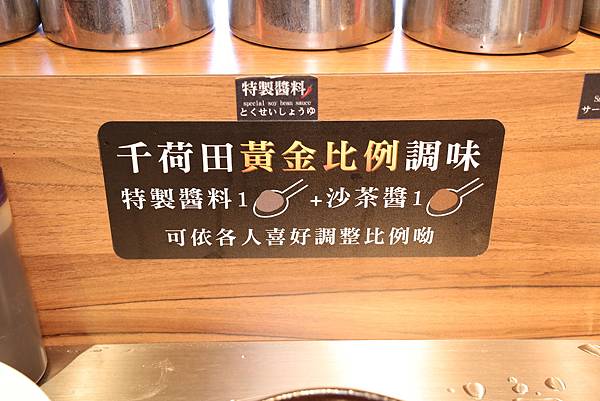 特製醬料
special soy bean sauce
とくせいしょうゆ
千荷田黃金比例調味
特製醬料1 +沙茶醬1
可依各人喜好調整比例呦
サー